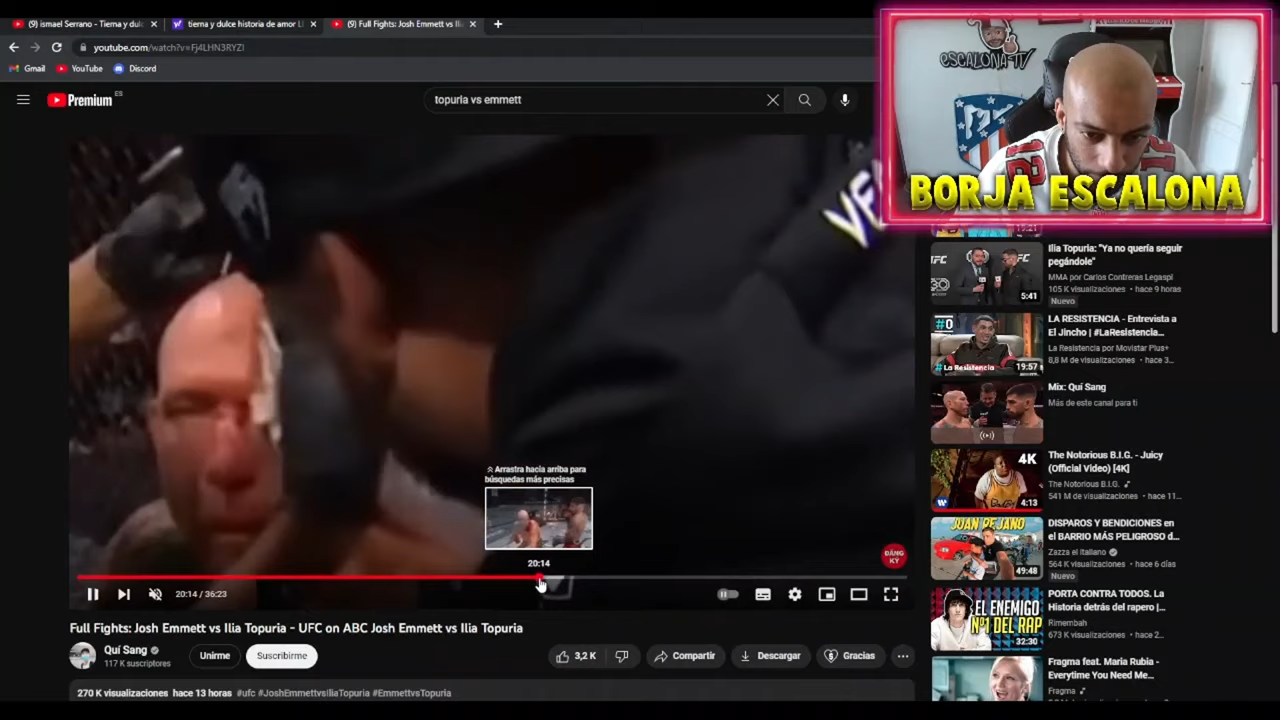 (9) ismael Serrano - Tierna y dulc
tierna y dulce historia de amor L
(9) Full Fights: Josh Emmett vs Ili
youtube.com/watch?v=Fj4LHN3RYZI
Gmail
YouTube
Discord
Premium ES
topuria vs emmett
ESCALONA TV
BORJA ESCALONA
Ilia Topuria: "Ya no quería seguir
pegándole"
MMA por Carlos Contreras Legaspi
105 K visualizaciones • hace 9 horas
Nuevo
5:41
#0
LA RESISTENCIA - Entrevista a
El Jincho | #LaResistencia...
La Resistencia por Movistar Plus+
8,8 M de visualizaciones • hace 3...
La Resistencia
19:57
Mix: Quí Sang
Más de este canal para ti
The Notorious B.I.G. - Juicy
(Official Video) [4K]
The Notorious B.I.G.
541 M de visualizaciones • hace 11...
4K
4:13
DISPAROS Y BENDICIONES en
el BARRIO MÁS PELIGROSO d...
Zazza el Italiano
564 K visualizaciones • hace 6 días
Nuevo
49:48
PORTA CONTRA TODOS. La
Historia detrás del rapero |...
Rimembah
673 K visualizaciones • hace 2...
EL ENEMIGO
Nº1 DEL RAP
32:30
Fragma feat. Maria Rubia -
Everytime You Need Me...
Fragma
Arrastra hacia arriba para
búsquedas más precisas
20:14
ĐĂNG
KÝ
20:14 / 36:23
Full Fights: Josh Emmett vs Ilia Topuria - UFC on ABC Josh Emmett vs Ilia Topuria
Quí Sang
117 K suscriptores
Unirme
Suscribirme
3,2 K
Compartir
Descargar
Gracias
270 K visualizaciones hace 13 horas #ufc #JoshEmmettvsIliaTopuria #EmmettvsTopuria